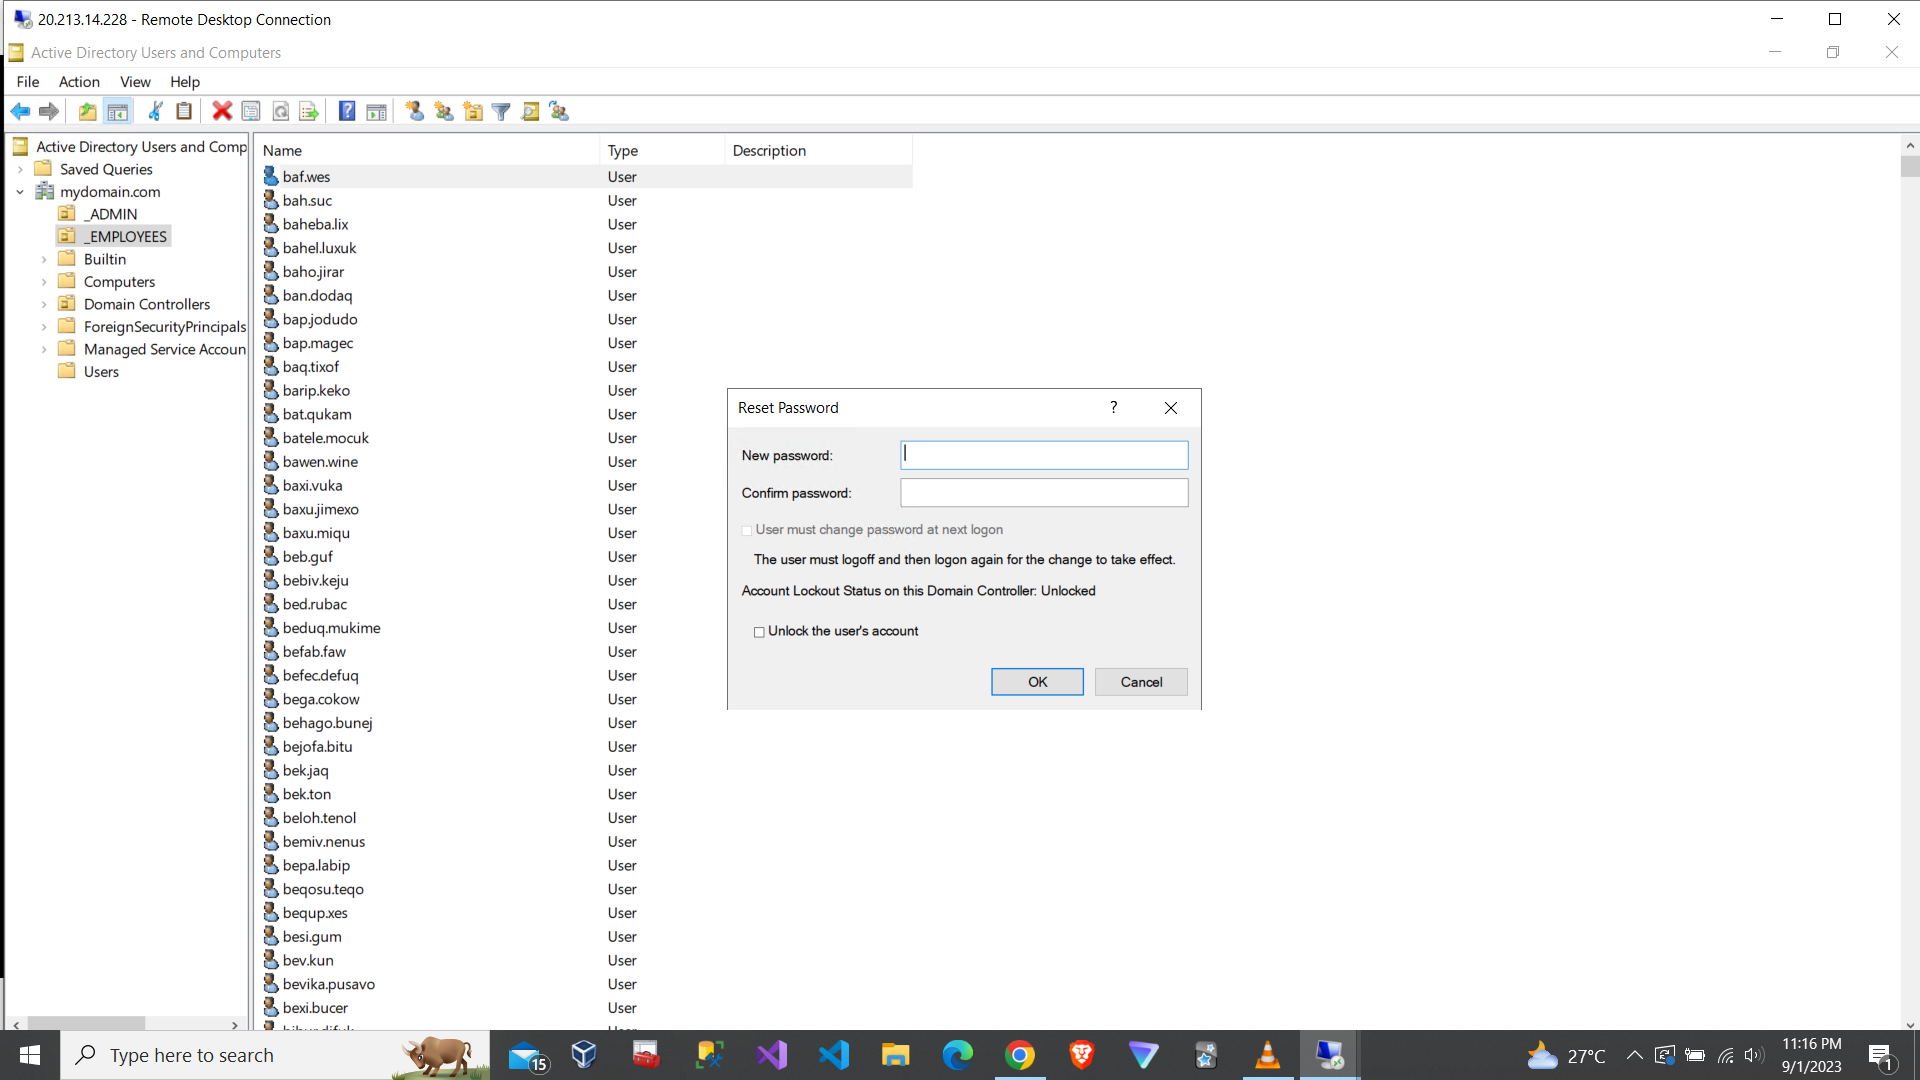 20.213.14.228 - Remote Desktop Connection
Active Directory Users and Computers
File Action View Help
Active Directory Users and Comp
Saved Queries
mydomain.com
_ADMIN
_EMPLOYEES
Builtin
Computers
Domain Controllers
ForeignSecurityPrincipals
Managed Service Accoun
Users
Name Type Description
baf.wes User
bah.suc User
baheba.lix User
bahel.luxuk User
baho.jirar User
ban.dodaq User
bap.jodudo User
bap.magec User
baq.tixof User
barip.keko User
bat.qukam User
batele.mocuk User
bawen.wine User
baxi.vuka User
baxu.jimexo User
baxu.miqu User
beb.guf User
bebiv.keju User
bed.rubac User
beduq.mukime User
befab.faw User
befec.defuq User
bega.cokow User
behago.bunej User
bejofa.bitu User
bek.jaq User
bek.ton User
beloh.tenol User
bemiv.nenus User
bepa.labip User
beqosu.teqo User
bequp.xes User
besi.gum User
bev.kun User
bevika.pusavo User
bexi.bucer User
Reset Password ?
New password:
Confirm password:
User must change password at next logon
The user must logoff and then logon again for the change to take effect.
Account Lockout Status on this Domain Controller: Unlocked
Unlock the user's account
OK Cancel
Type here to search
15
27°C
11:16 PM
9/1/2023
1